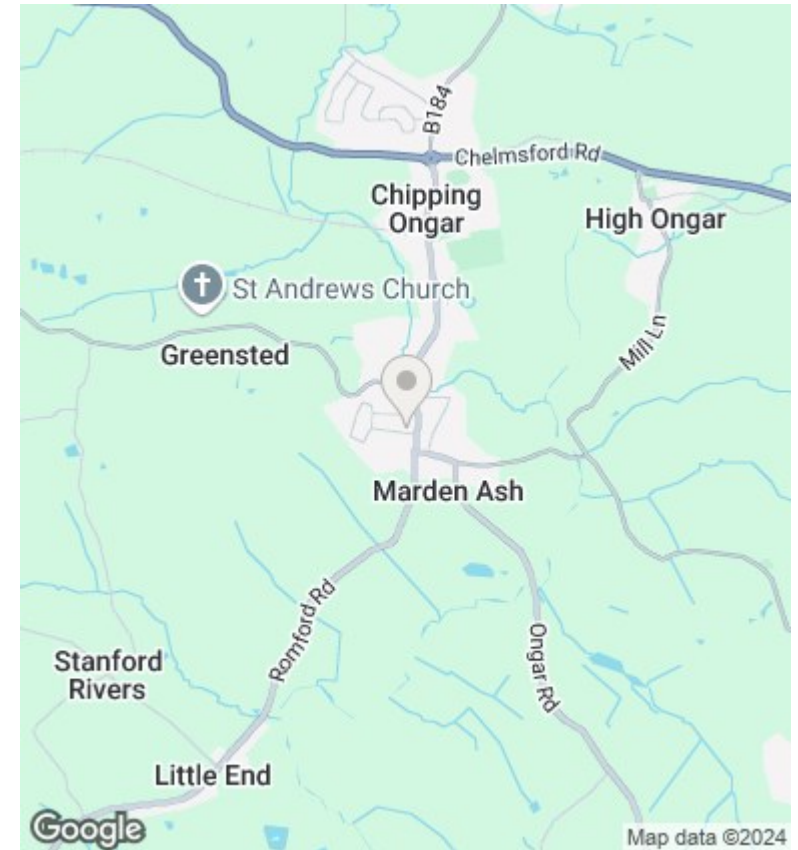 B184
Chelmsford Rd
Chipping
Ongar
High Ongar
St Andrews Church
Greensted
Mill Ln
Marden Ash
Romford Rd
Ongar Rd
Stanford
Rivers
Little End
Google
Map data ©2024